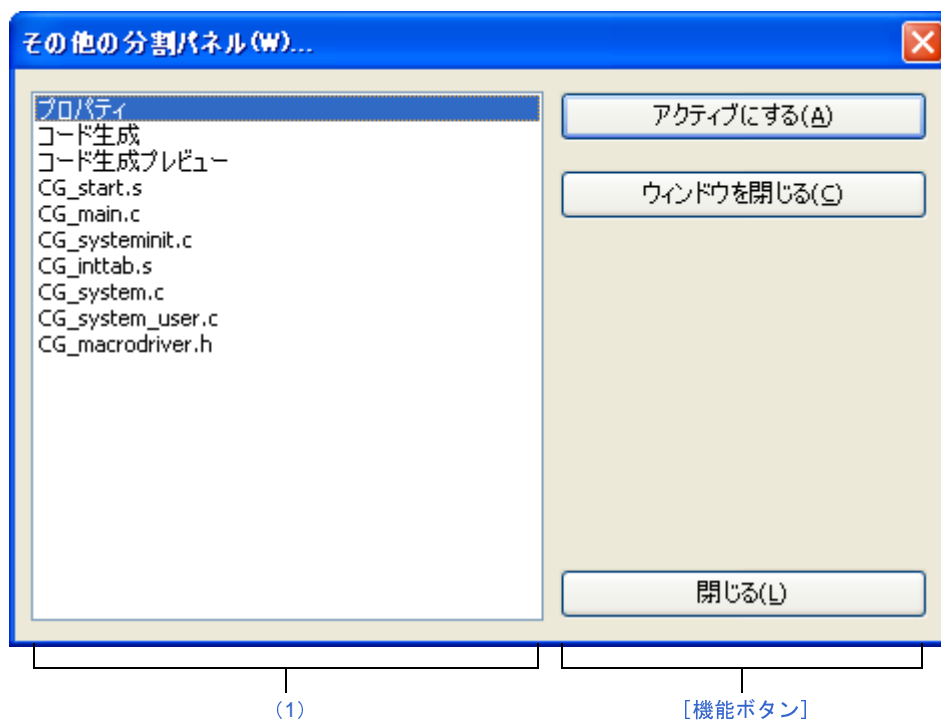 その他の分割パネル(W)...
プロパティ
コード生成
コード生成プレビュー
CG_start.s
CG_main.c
CG_systeminit.c
CG_inttab.s
CG_system.c
CG_system_user.c
CG_macrodriver.h
アクティブにする(A)
ウィンドウを閉じる(C)
閉じる(L)
(1)
[機能ボタン]